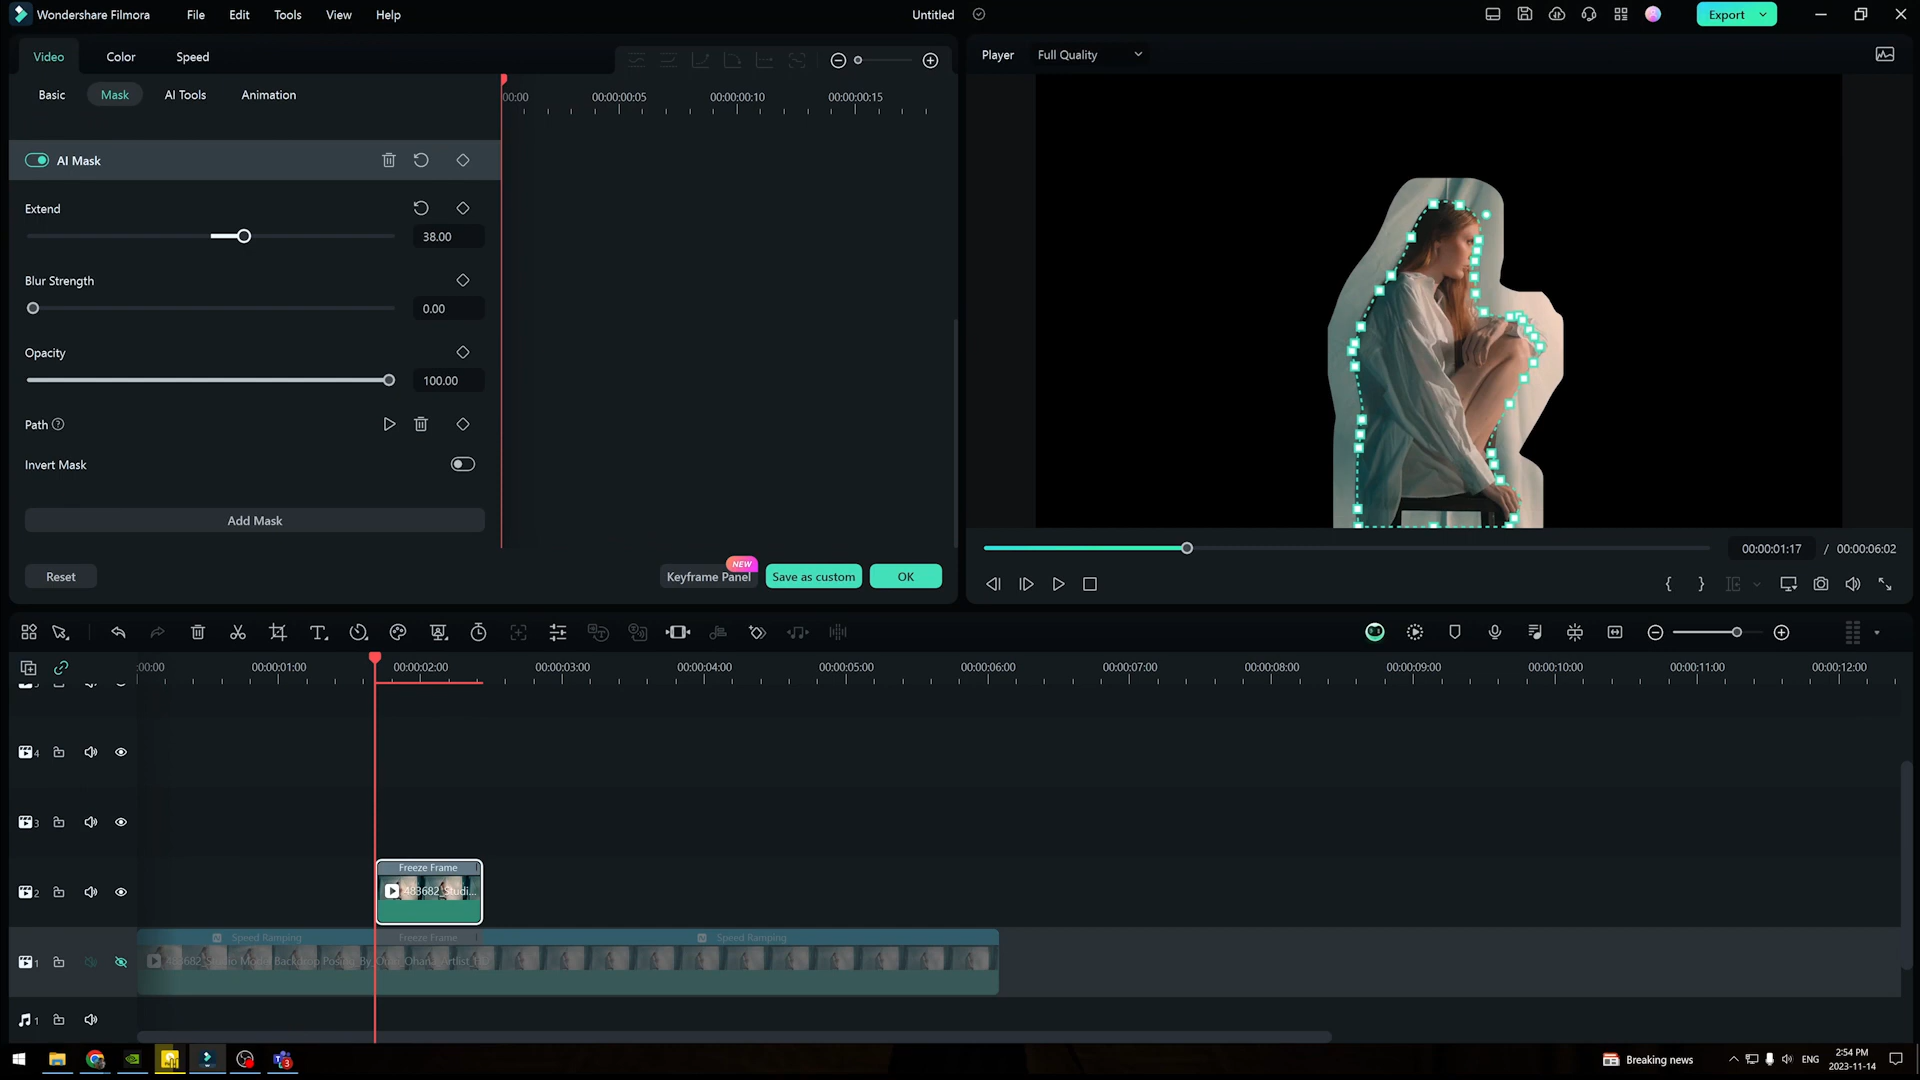 Wondershare Filmora
File
Edit
Tools
View
Help
Untitled
Export
Video
Color
Speed
Player
Full Quality
Basic
Mask
AI Tools
Animation
00:00
00:00:00:05
00:00:00:10
00:00:00:15
AI Mask
Extend
38.00
Blur Strength
0.00
Opacity
100.00
Path
Invert Mask
Add Mask
Reset
NEW
Keyframe Panel
Save as custom
OK
00:00:01:17 / 00:00:06:02
:00:00
00:00:01:00
00:00:02:00
00:00:03:00
00:00:04:00
00:00:05:00
00:00:06:00
00:00:07:00
00:00:08:00
00:00:09:00
00:00:10:00
00:00:11:00
00:00:12:00
4
3
Freeze Frame
2
483682_Studi...
Speed Ramping
Freeze Frame
Speed Ramping
1
1
Breaking news
ENG
2:54 PM
2023-11-14
3